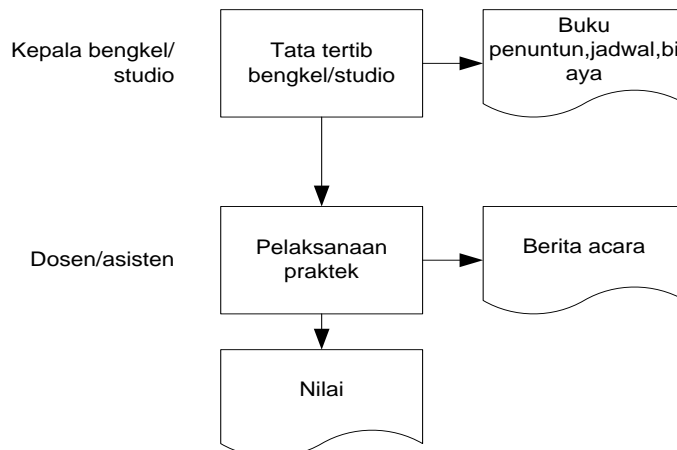 Kepala bengkel/
studio
Tata tertib
bengkel/studio
Buku
penuntun,jadwal,bi
aya
Dosen/asisten
Pelaksanaan
praktek
Berita acara
Nilai